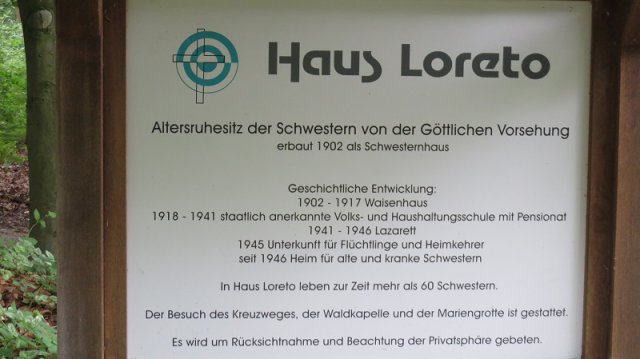 Haus Loreto
Altersruhesitz der Schwestern von der Göttlichen Vorsehung
erbaut 1902 als Schwesternhaus
Geschichtliche Entwicklung:
1902 - 1917 Waisenhaus
1918 - 1941 staatlich anerkannte Volks- und Haushaltungsschule mit Pensionat
1941 - 1946 Lazarett
1945 Unterkunft für Flüchtlinge und Heimkehrer
seit 1946 Heim für alte und kranke Schwestern
In Haus Loreto leben zur Zeit mehr als 60 Schwestern.
Der Besuch des Kreuzweges, der Waldkapelle und der Mariengrotte ist gestattet.
Es wird um Rücksichtnahme und Beachtung der Privatsphäre gebeten.